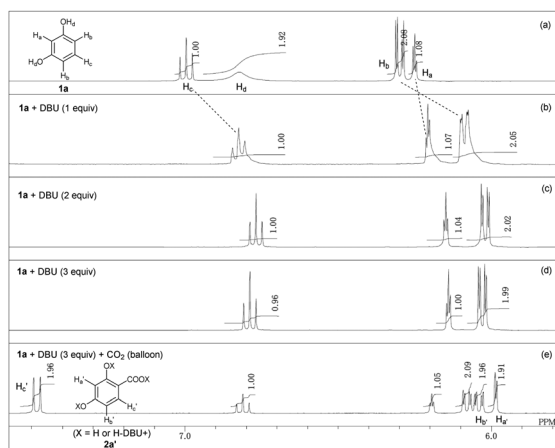 (a)
OHd
Ha
Hb
HdO
Hc
Hb
1a
1.00
1.92
2.08
1.08
Hc
Hd
Hb
Ha
1a + DBU (1 equiv)
(b)
1.00
1.07
2.05
1a + DBU (2 equiv)
(c)
1.00
1.04
2.02
1a + DBU (3 equiv)
(d)
0.96
1.00
1.99
1a + DBU (3 equiv) + CO2 (balloon)
(e)
Hc'
1.96
OX
Ha'
COOX
XO
Hc'
Hb'
(X = H or H-DBU+)
2a'
1.00
1.05
2.09
1.96
1.91
Hb'
Ha'
7.0
6.0
PPM